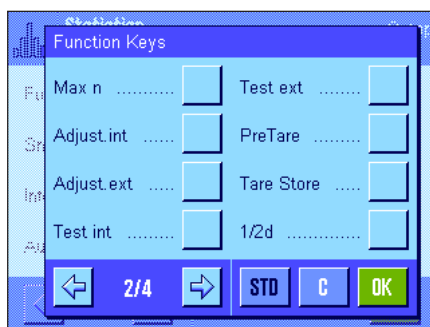 Statistics
Function Keys
Max n ...........
Test ext ........
Adjust.int ......
PreTare ..........
Adjust.ext .....
Tare Store .....
Test int .........
1/2d ..............
2/4
STD
C
OK